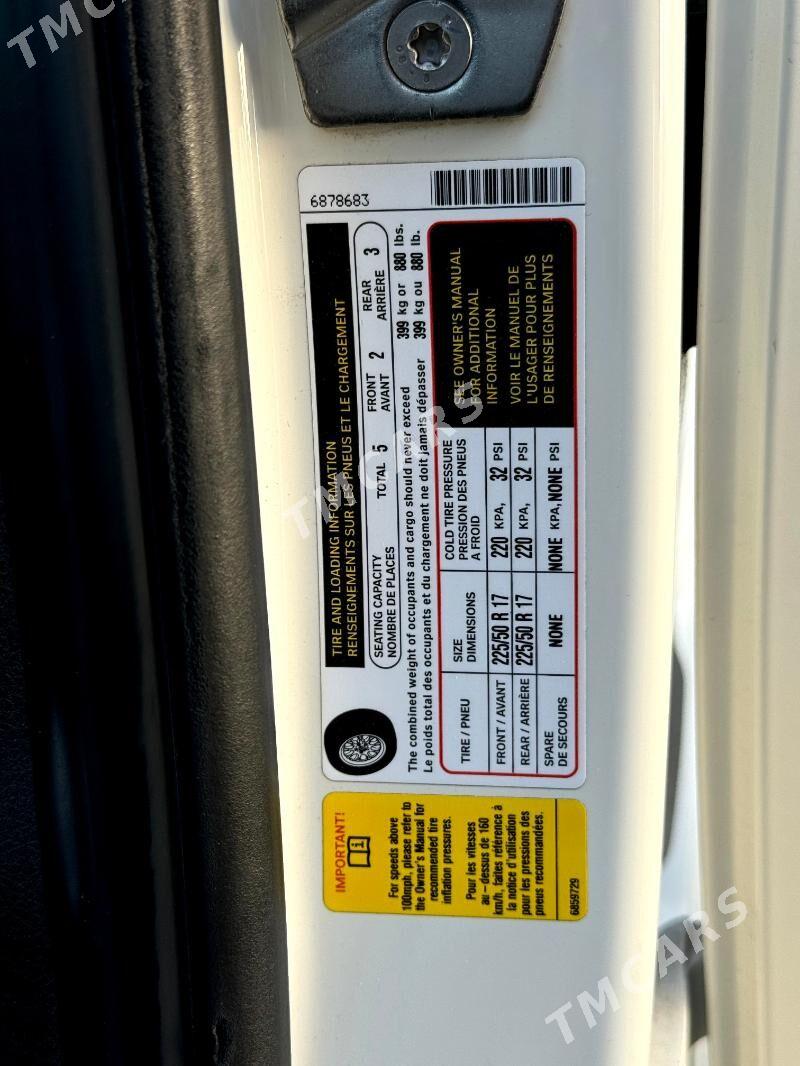 TMCARS
6878683
TIRE AND LOADING INFORMATION
RENSEIGNEMENTS SUR LES PNEUS ET LE CHARGEMENT
SEATING CAPACITY
NOMBRE DE PLACES
TOTAL 5
FRONT
AVANT 2
REAR
ARRIÈRE 3
The combined weight of occupants and cargo should never exceed 399 kg or 880 lbs.
Le poids total des occupants et du chargement ne doit jamais dépasser 399 kg ou 880 lb.
TIRE / PNEU
SIZE
DIMENSIONS
COLD TIRE PRESSURE
PRESSION DES PNEUS
A FROID
FRONT / AVANT 225/50 R 17 220 KPA, 32 PSI
REAR / ARRIÈRE 225/50 R 17 220 KPA, 32 PSI
SPARE
DE SECOURS
NONE NONE KPA, NONE PSI
SEE OWNER'S MANUAL
FOR ADDITIONAL
INFORMATION
VOIR LE MANUEL DE
L'USAGER POUR PLUS
DE RENSEIGNEMENTS
TMCARS
IMPORTANT!
i
For speeds above
100mph, please refer to
the Owner's Manual for
recommended tire
inflation pressures.
Pour les vitesses
au-dessus de 160
km/h, faites référence à
la notice d'utilisation
pour les pressions des
pneus recommandées.
6859729
TMCARS